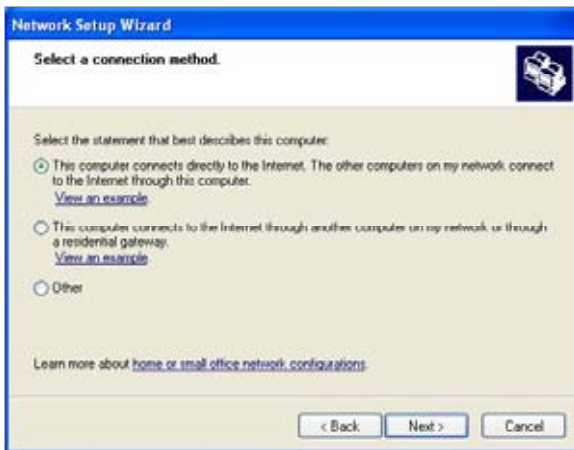 Network Setup Wizard
Select a connection method.
Select the statement that best describes this computer:
This computer connects directly to the Internet. The other computers on my network connect
to the Internet through this computer.
View an example.
This computer connects to the Internet through another computer on my network or through
a residential gateway.
View an example.
Other
Learn more about home or small office network configurations.
< Back
Next >
Cancel